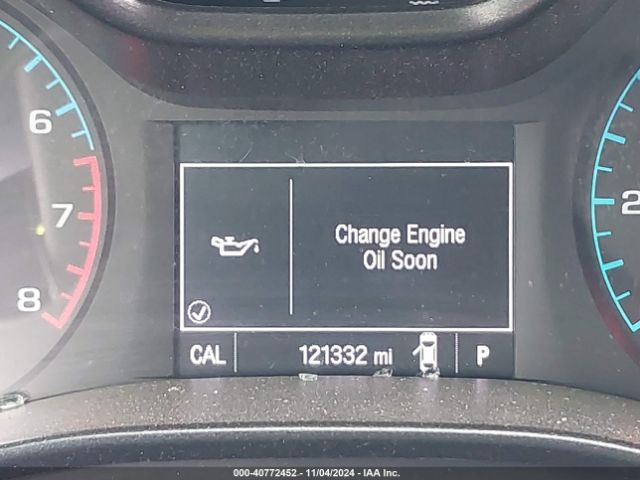 6
7
8
2
Change Engine
Oil Soon
CAL 121332 mi P
000-40772452 - 11/04/2024 - IAA Inc.